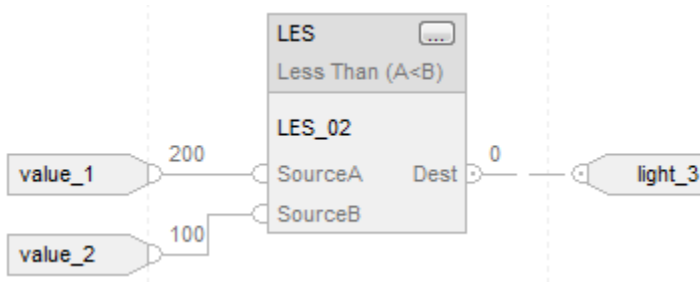 LES
...
Less Than (A<B)
LES_02
value_1
200
SourceA
Dest
0
light_3
SourceB
100
value_2